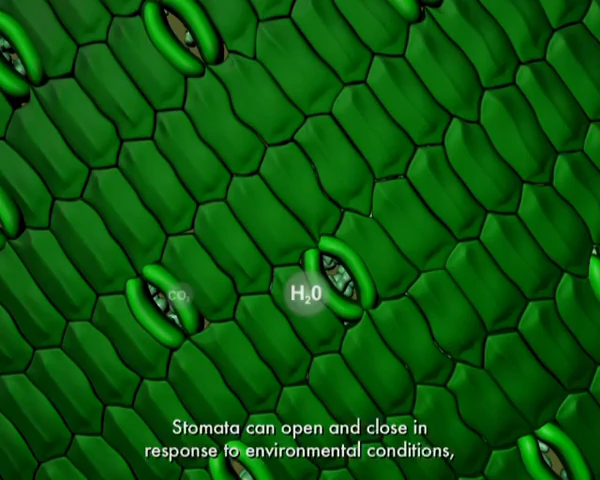 CO₂
H₂0
Stomata can open and close in
response to environmental conditions,